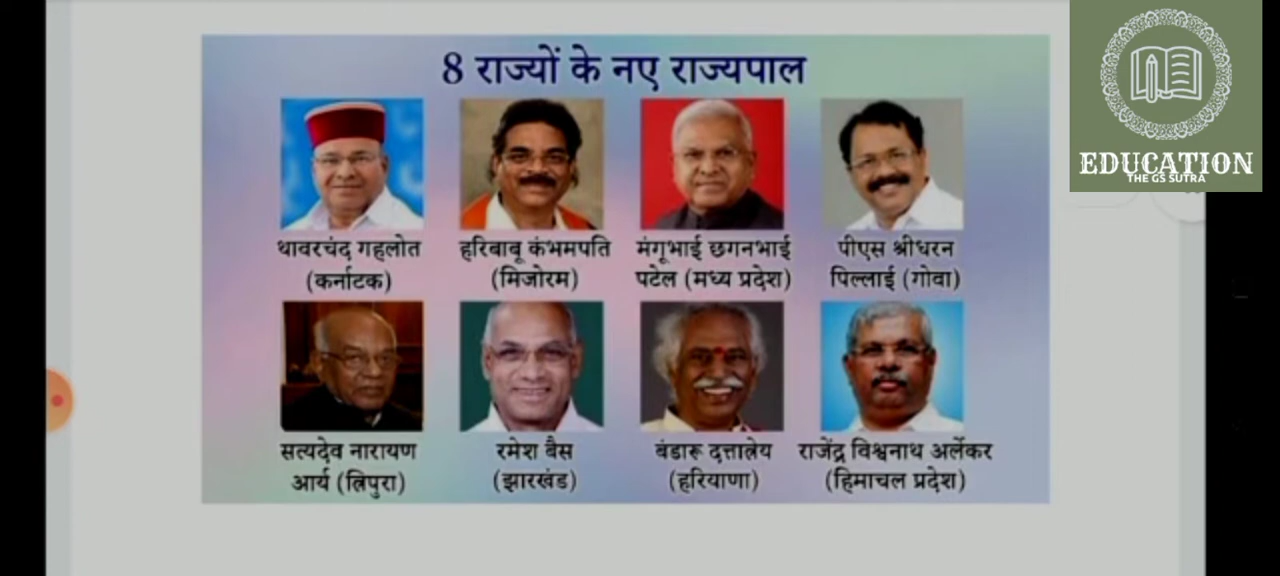 8 राज्यों के नए राज्यपाल
थावरचंद गहलोत
(कर्नाटक)
हरिबाबू कंभमपति
(मिजोरम)
मंगूभाई छगनभाई
पटेल (मध्य प्रदेश)
पीएस श्रीधरन
पिल्लाई (गोवा)
सत्यदेव नारायण
आर्य (त्रिपुरा)
रमेश बैस
(झारखंड)
बंडारू दत्तात्रेय
(हरियाणा)
राजेंद्र विश्वनाथ अर्लेकर
(हिमाचल प्रदेश)
EDUCATION
THE GS SUTRA